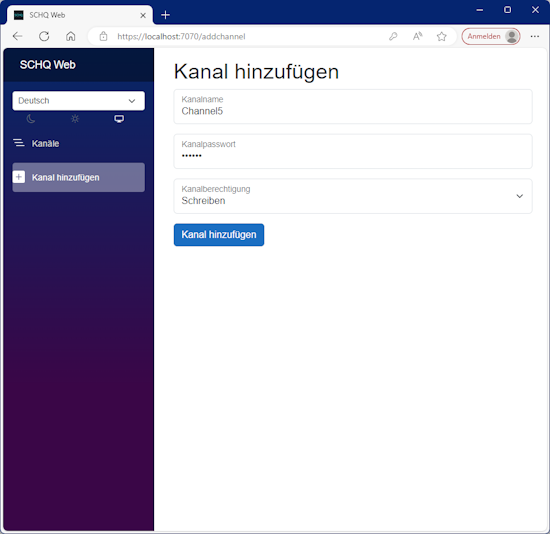 SCHQ Web
https://localhost:7070/addchannel
Anmelden
SCHQ Web
Deutsch
Kanäle
Kanal hinzufügen
Kanal hinzufügen
Kanalname
Channel5
Kanalpasswort
••••••
Kanalberechtigung
Schreiben
Kanal hinzufügen